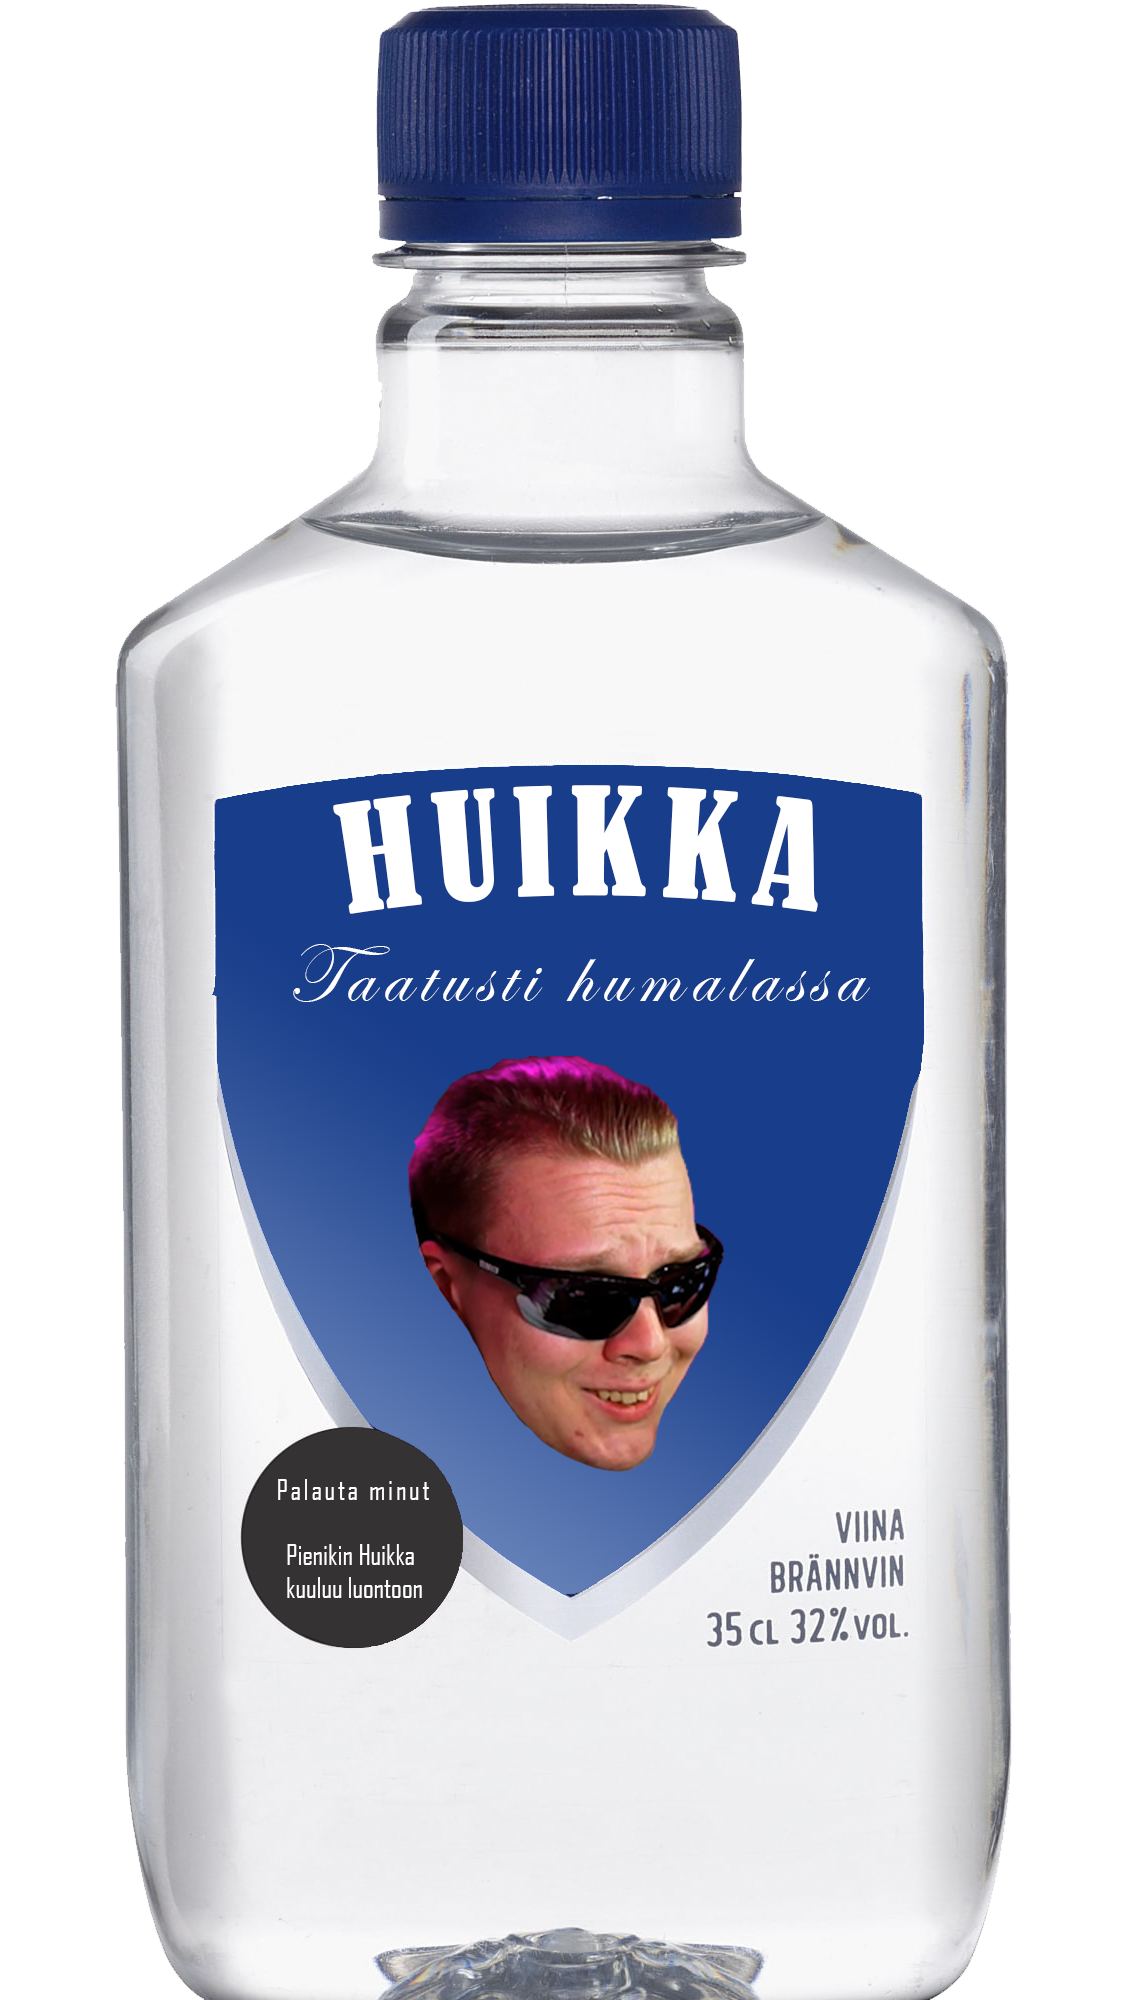 HUIKKA
Taatusti humalassa
Palauta minut
Pienikin Huikka
kuuluu luontoon
VIINA
BRÄNNVIN
35 CL 32% VOL.